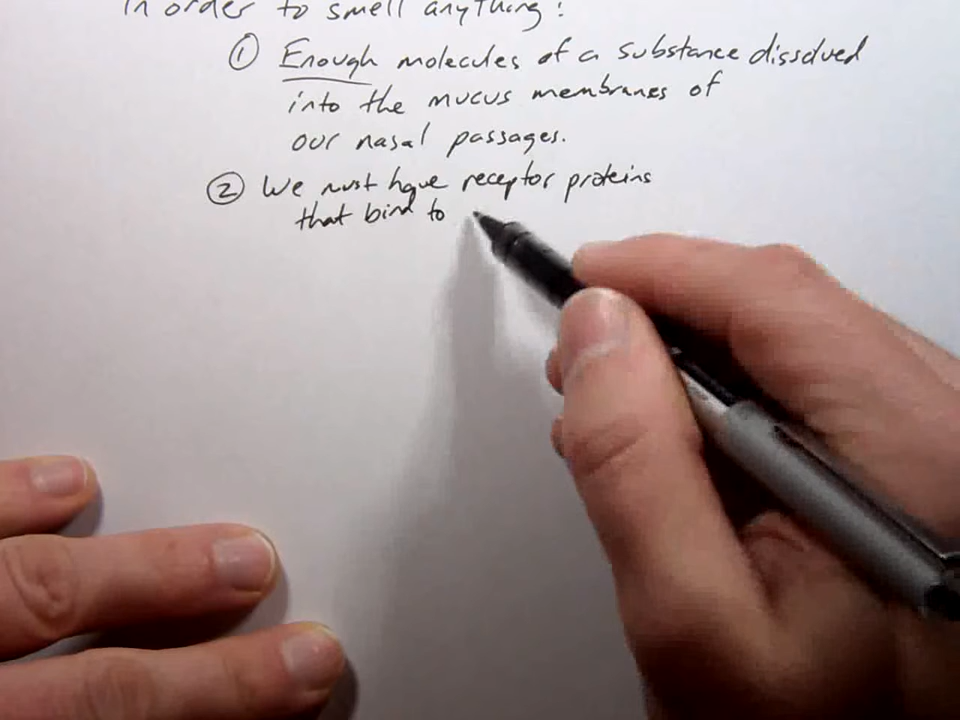 In order to smell anything:
① Enough molecules of a substance dissolved
into the mucus membranes of
our nasal passages.
② We must have receptor proteins
that bind to